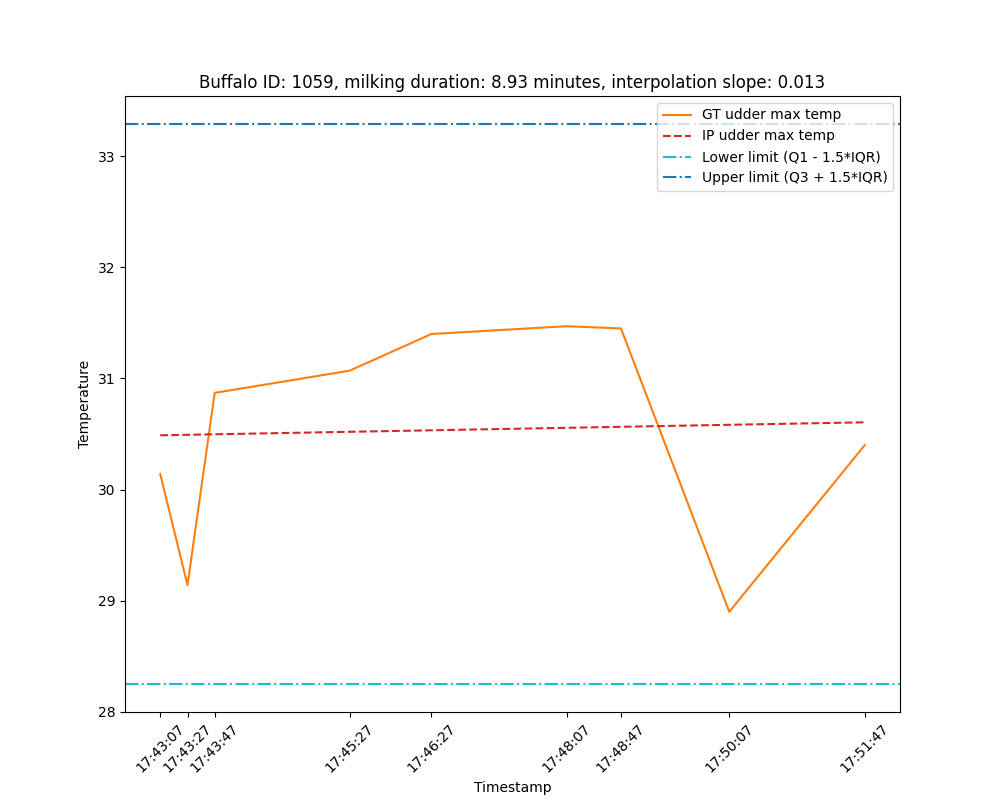 Buffalo ID: 1059, milking duration: 8.93 minutes, interpolation slope: 0.013
GT udder max temp
IP udder max temp
Lower limit (Q1 - 1.5*IQR)
Upper limit (Q3 + 1.5*IQR)
33
32
31
30
29
28
Temperature
17:43:07
17:43:27
17:43:47
17:45:27
17:46:27
17:48:07
17:48:47
17:50:07
17:51:47
Timestamp